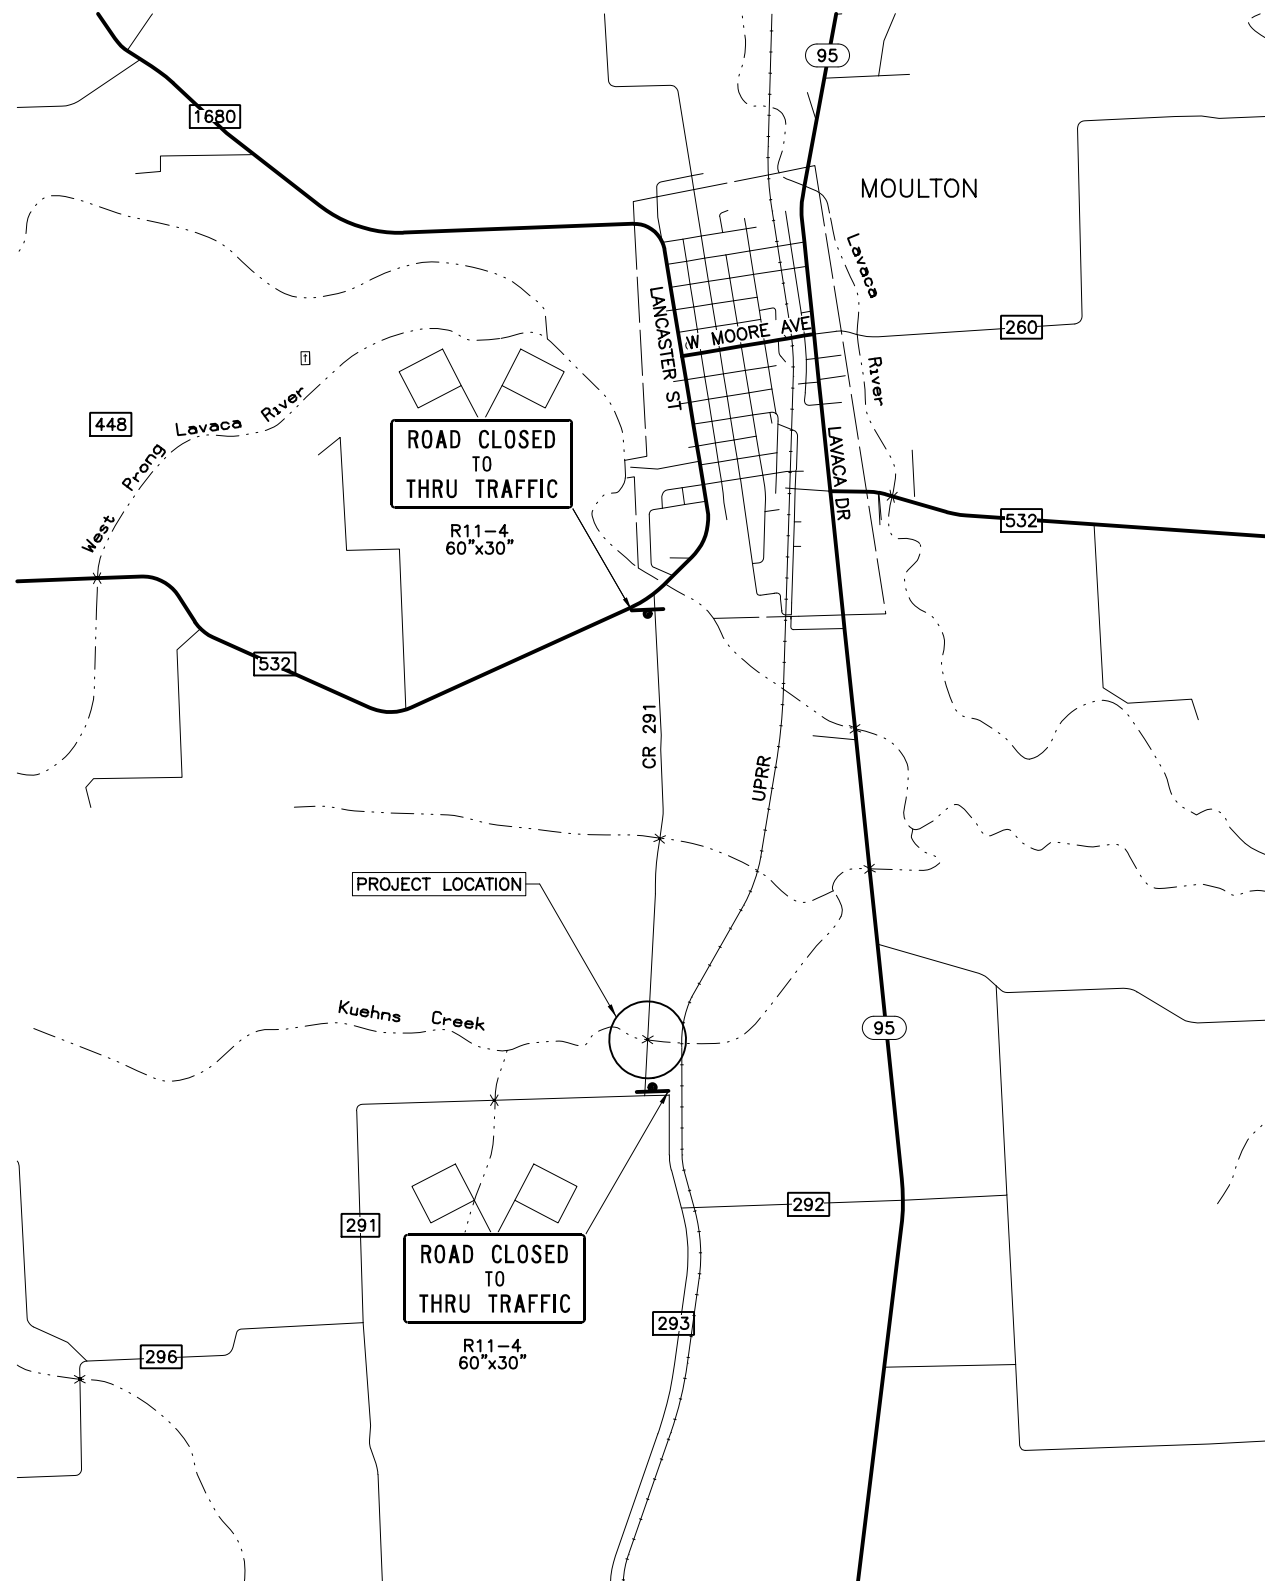 95
1680
MOULTON
Lavaca
River
260
LANCASTER ST
W MOORE AVE
448
West Prong Lavaca River
ROAD CLOSED
TO
THRU TRAFFIC
R11-4
60"x30"
LAVACA DR
532
532
CR 291
UPRR
PROJECT LOCATION
Kuehns Creek
95
292
291
ROAD CLOSED
TO
THRU TRAFFIC
R11-4
60"x30"
293
296